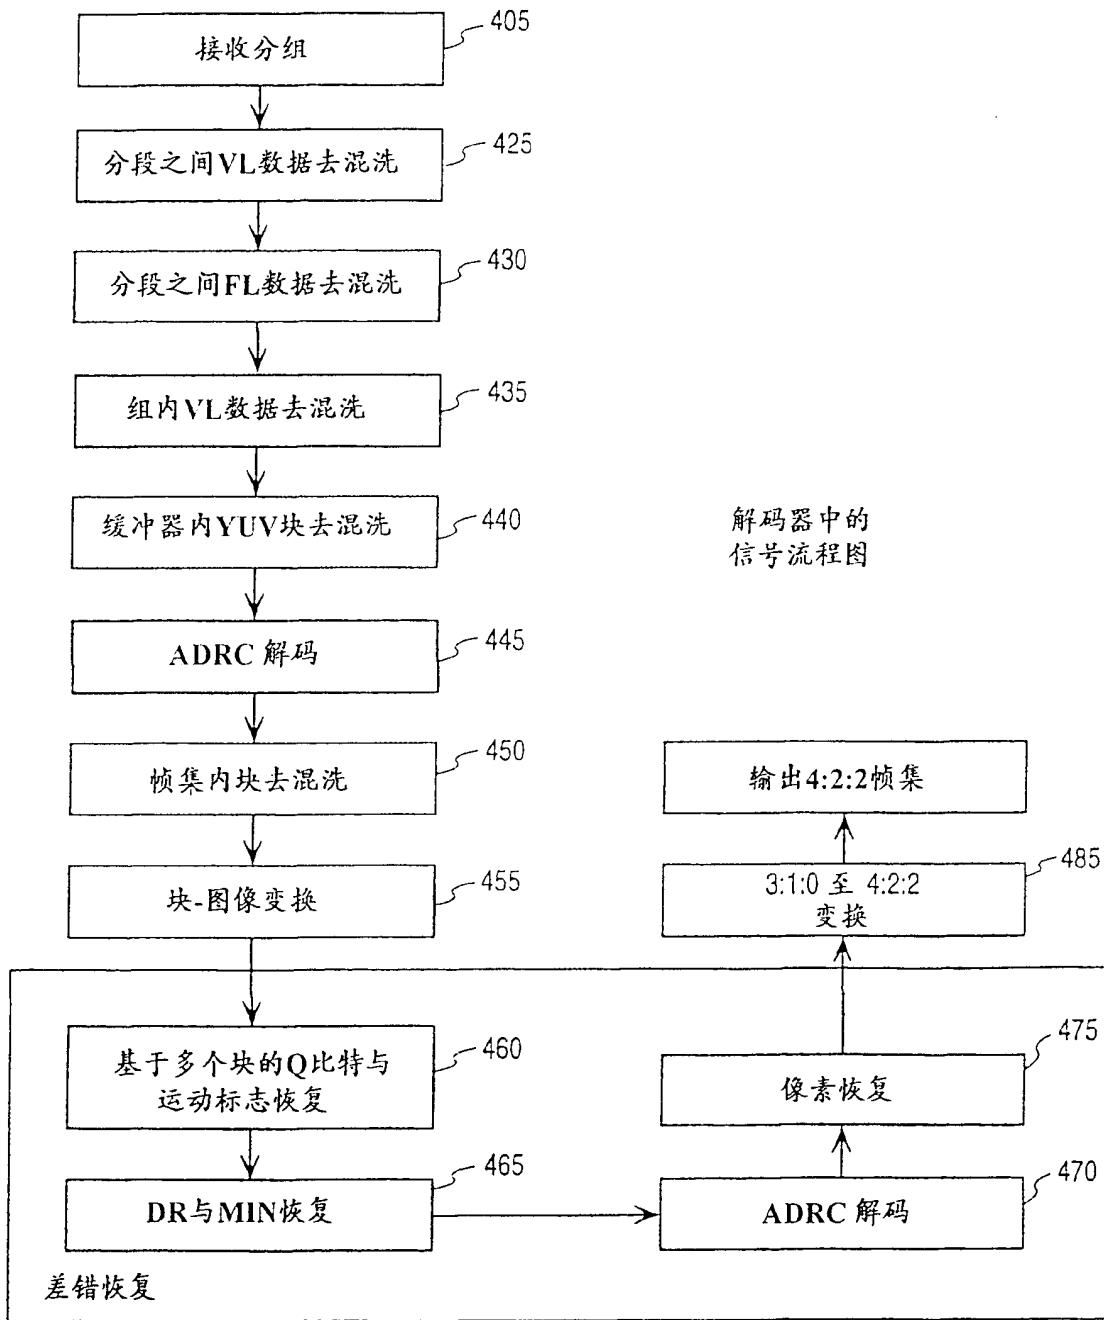 接收分组
405
分段之间VL数据去混洗
425
分段之间FL数据去混洗
430
组内VL数据去混洗
435
缓冲器内YUV块去混洗
440
解码器中的
信号流程图
ADRC 解码
445
帧集内块去混洗
450
块-图像变换
455
输出4:2:2帧集
3:1:0 至 4:2:2
变换
485
基于多个块的Q比特与
运动标志恢复
460
DR与MIN恢复
465
ADRC 解码
470
像素恢复
475
差错恢复